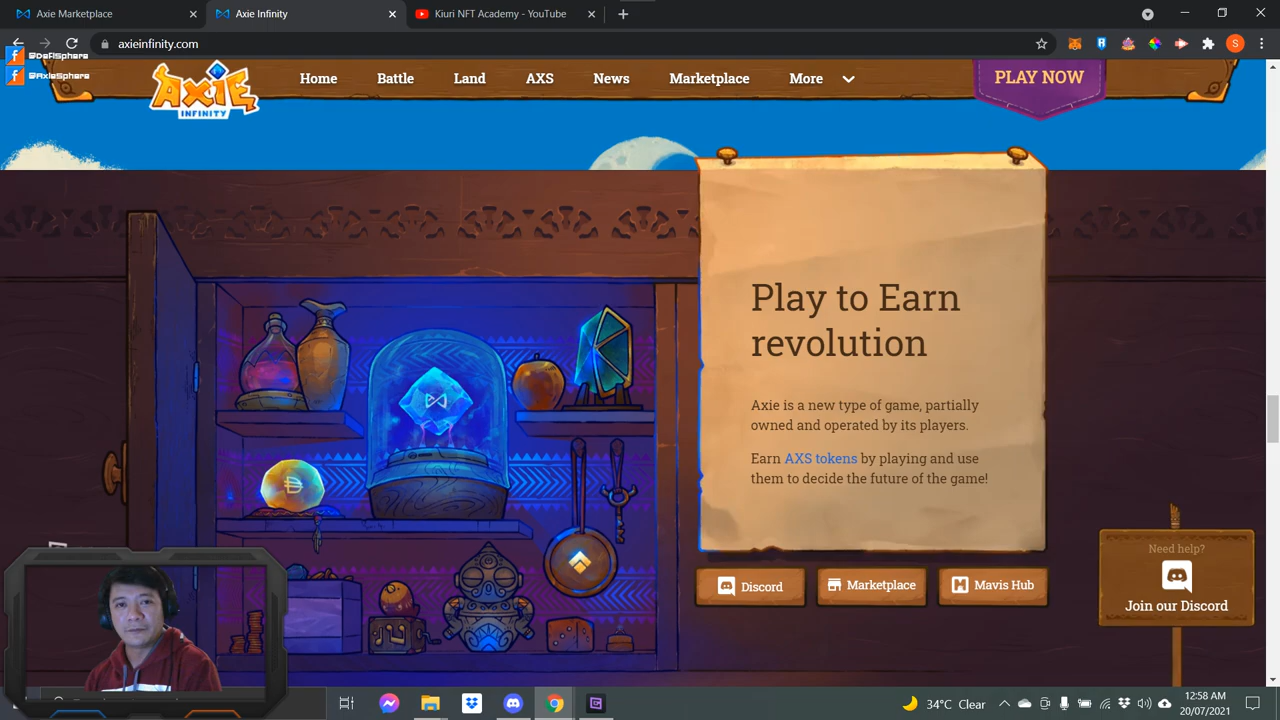 Axie Marketplace
Axie Infinity
Kiuri NFT Academy - YouTube
axieinfinity.com
S
@DeFiSphere
@AxieSphere
AXIE
INFINITY
Home
Battle
Land
AXS
News
Marketplace
More
PLAY NOW
Play to Earn
revolution
Axie is a new type of game, partially
owned and operated by its players.
Earn AXS tokens by playing and use
them to decide the future of the game!
Discord
Marketplace
Mavis Hub
Need help?
Join our Discord
34°C Clear
12:58 AM
20/07/2021